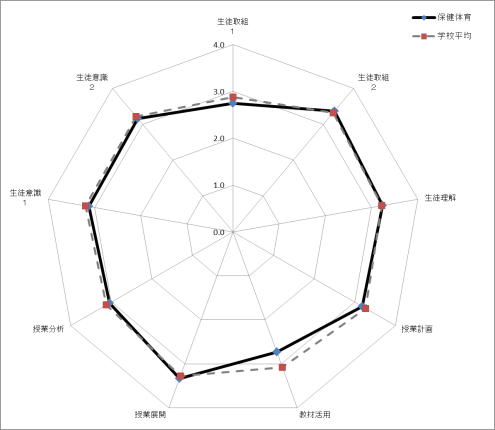 生徒取組
1
保健体育
学校平均
4.0
3.0
2.0
1.0
0.0
生徒取組
2
生徒理解
授業計画
教材活用
授業展開
授業分析
生徒意識
1
生徒意識
2